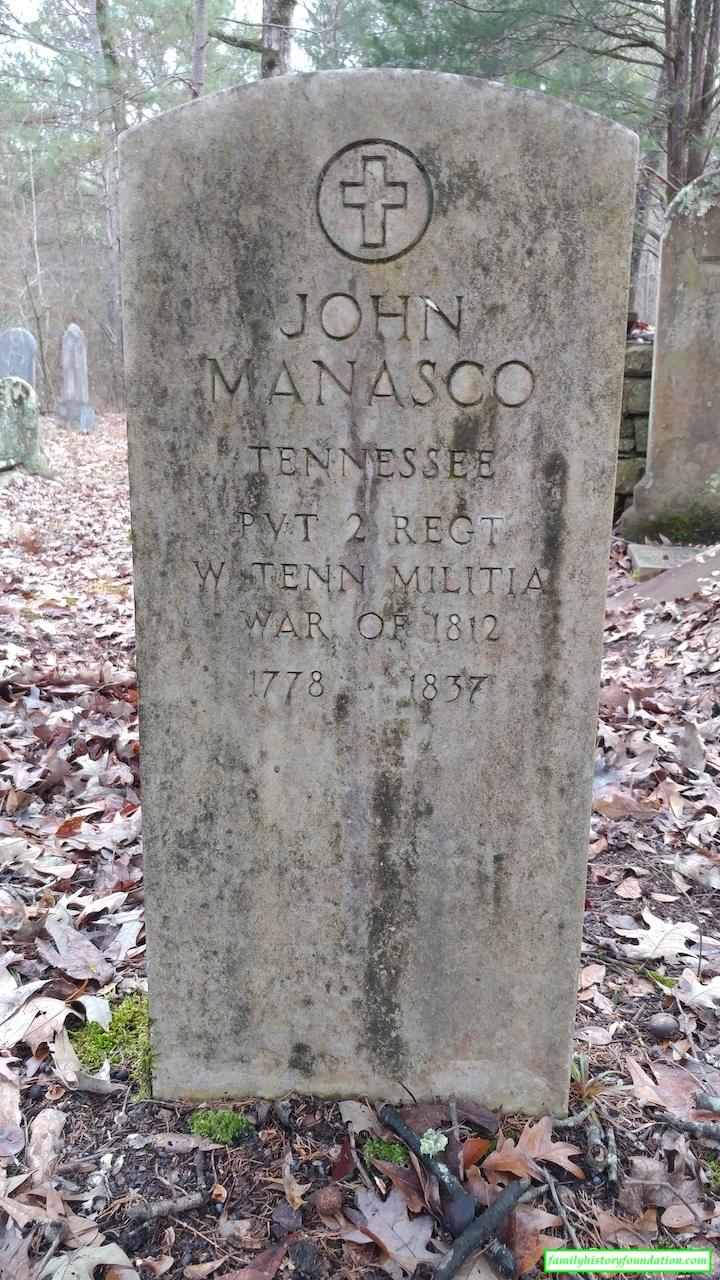 JOHN
MANASCO
TENNESSEE
PVT 2 REGT
W TENN MILITIA
WAR OF 1812
1778 1837
familyhistoryfoundation.com